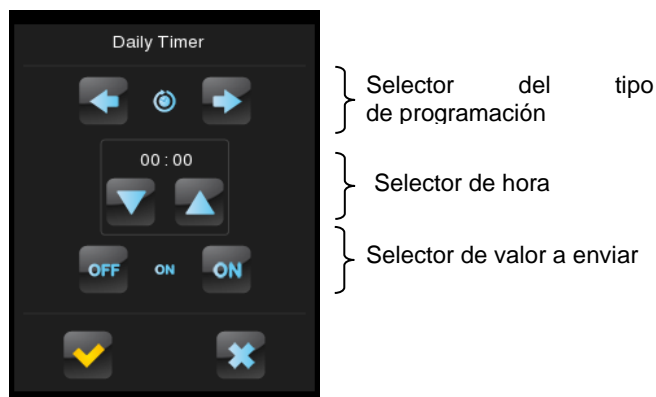 Daily Timer
Selector del tipo
de programación
00:00
Selector de hora
OFF ON ON
Selector de valor a enviar